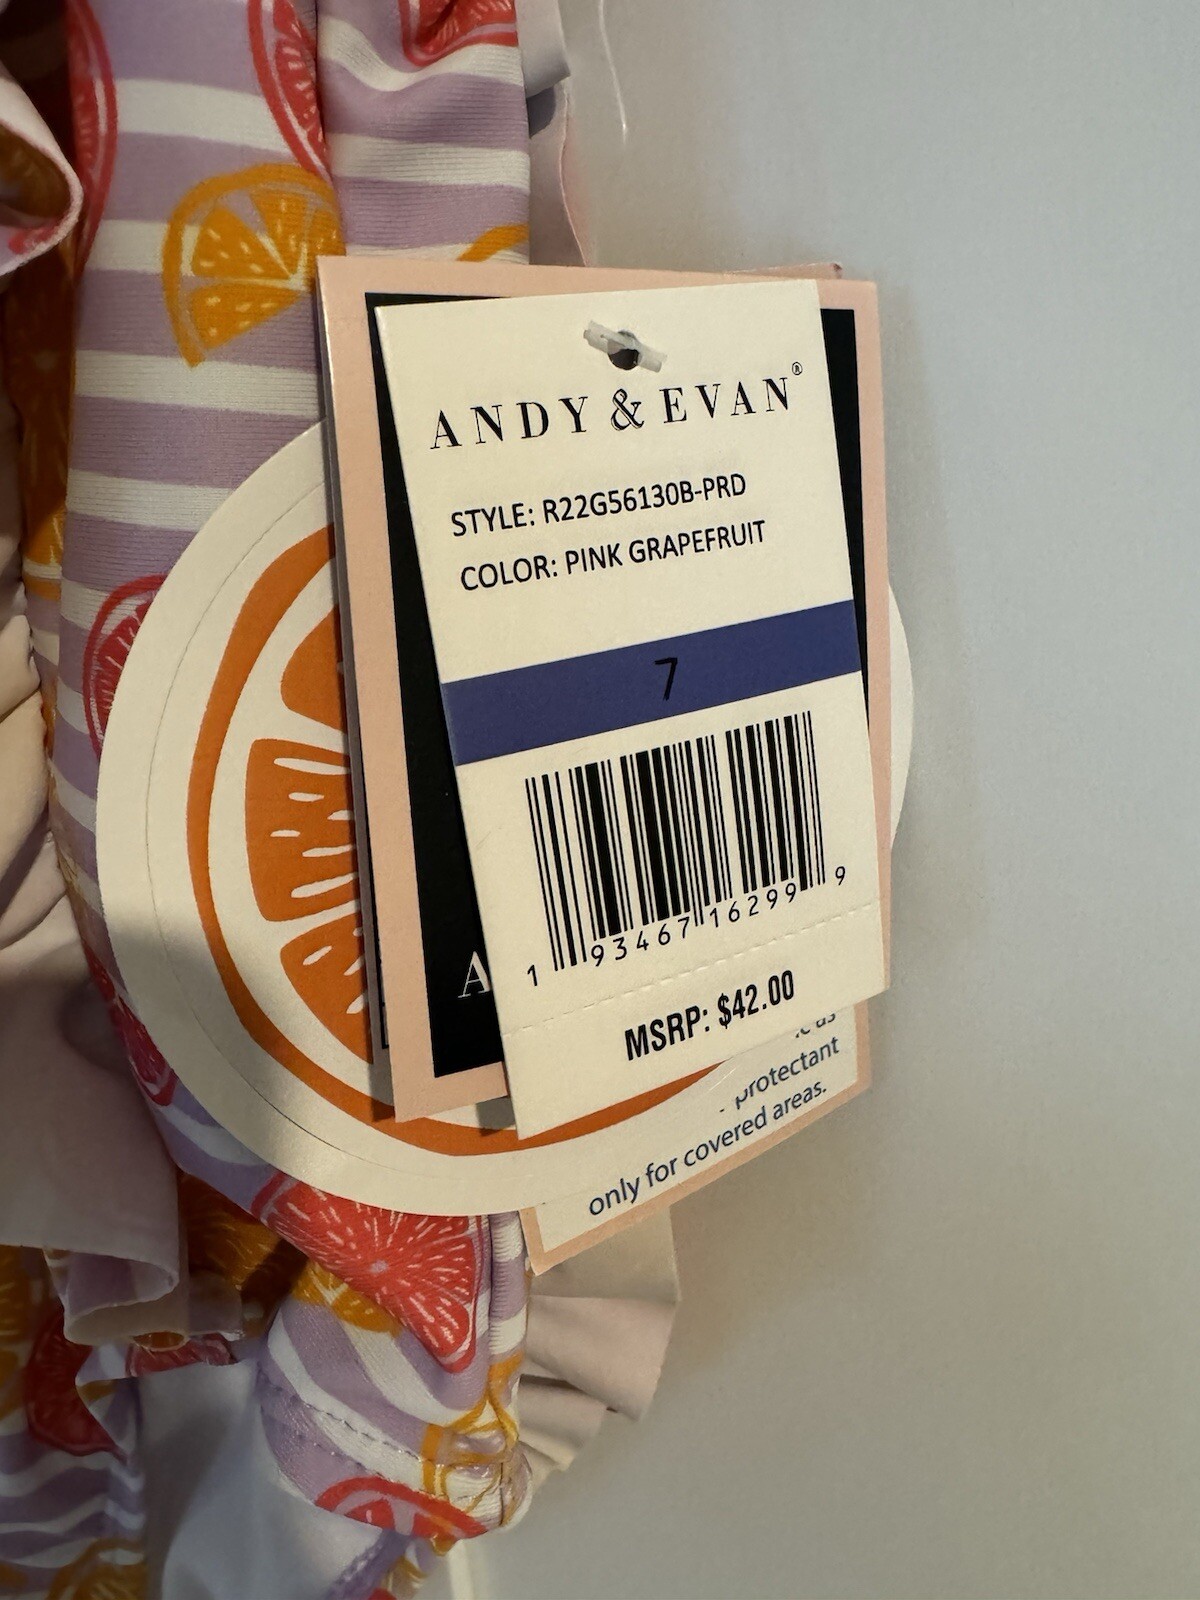 ANDY & EVAN®
STYLE: R22G56130B-PRD
COLOR: PINK GRAPEFRUIT
7
1 93467 16299 9
MSRP: $42.00
A
as
protectant
only for covered areas.